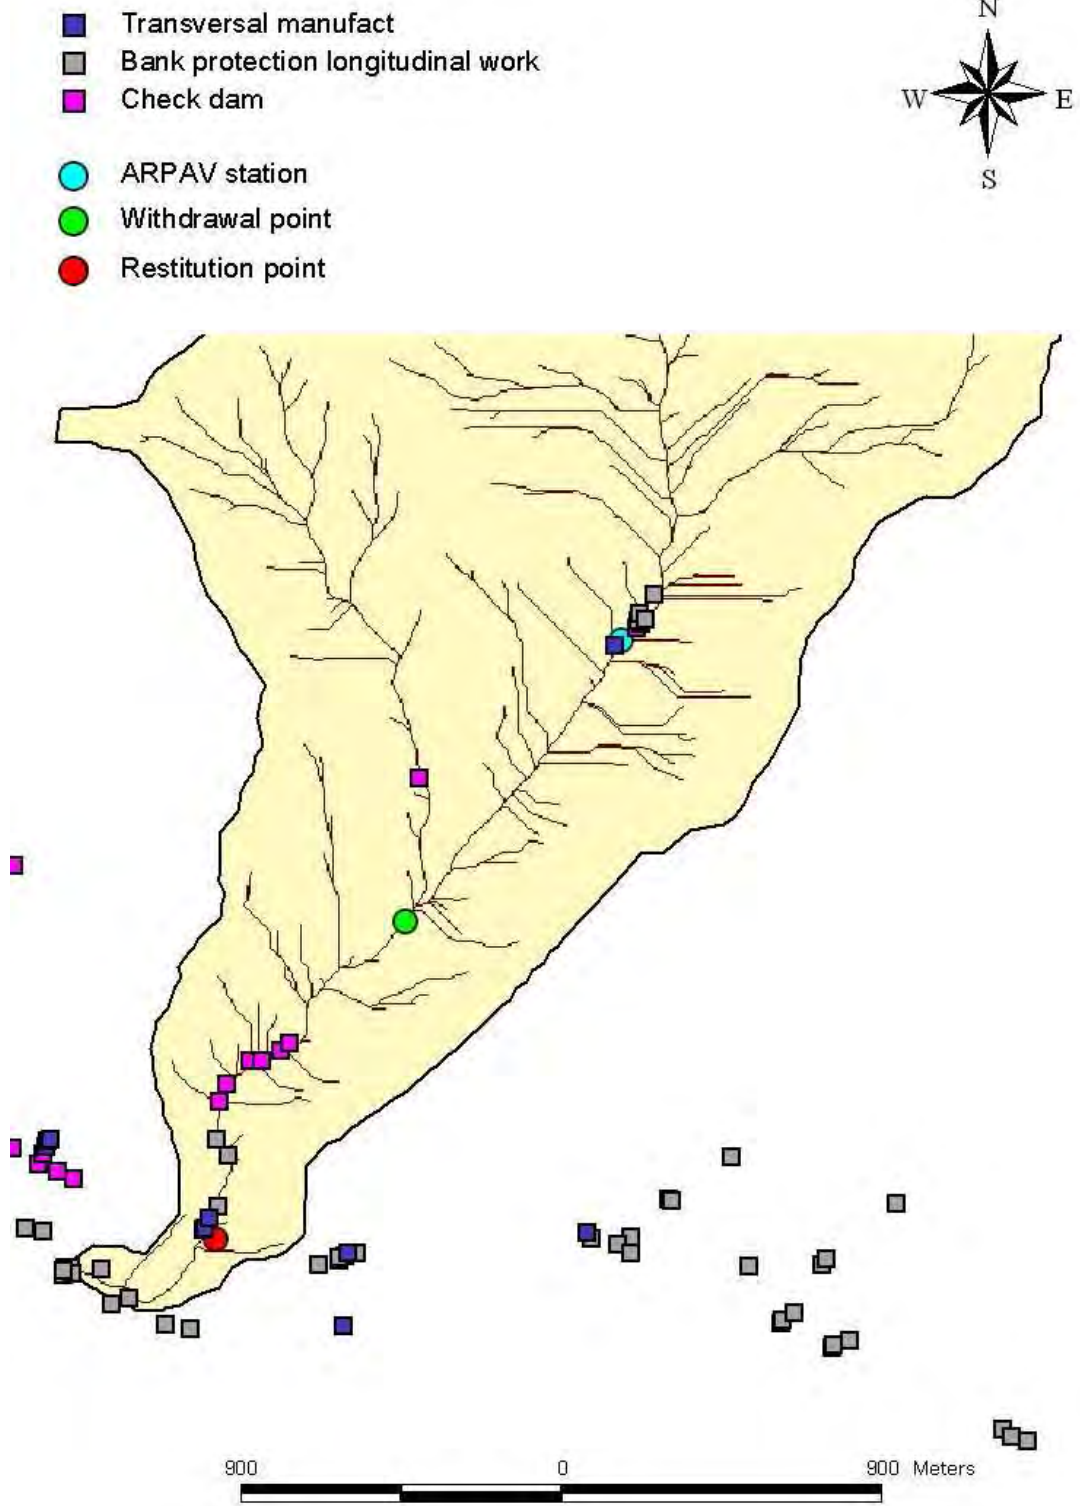 Transversal manufact
Bank protection longitudinal work
Check dam
ARPAV station
Withdrawal point
Restitution point
N
W E
S
900 0 900 Meters